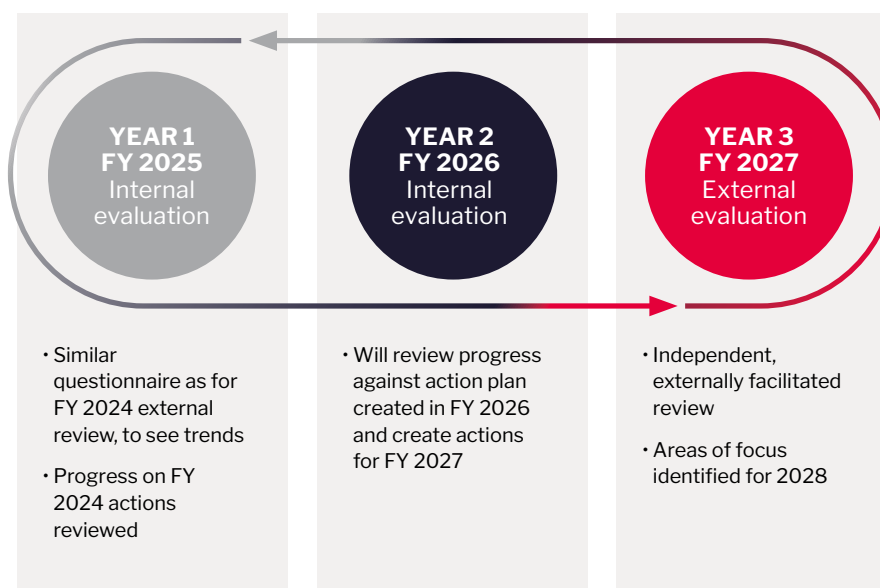 YEAR 1
FY 2025
Internal
evaluation
YEAR 2
FY 2026
Internal
evaluation
YEAR 3
FY 2027
External
evaluation
• Similar
questionnaire as for
FY 2024 external
review, to see trends
• Progress on FY
2024 actions
reviewed
• Will review progress
against action plan
created in FY 2026
and create actions
for FY 2027
• Independent,
externally facilitated
review
• Areas of focus
identified for 2028